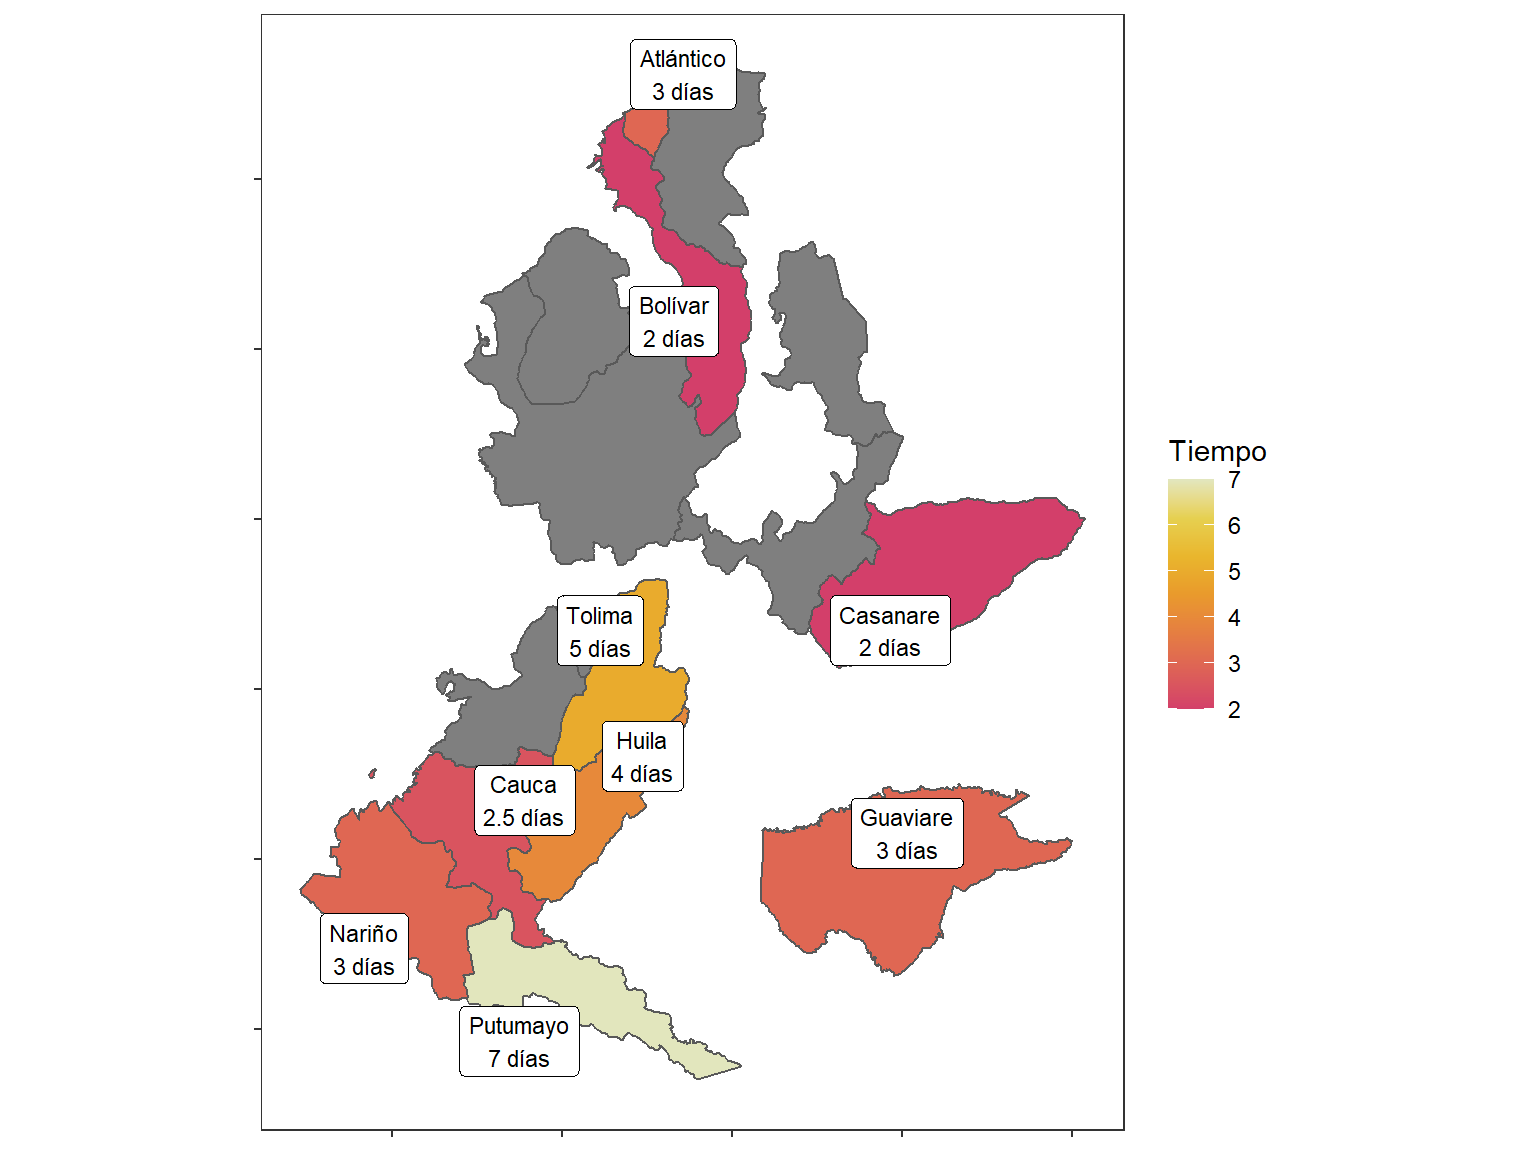 Atlántico
3 días
Bolívar
2 días
Tiempo
7
6
5
4
3
2
Tolima
5 días
Casanare
2 días
Huila
4 días
Cauca
2.5 días
Guaviare
3 días
Nariño
3 días
Putumayo
7 días